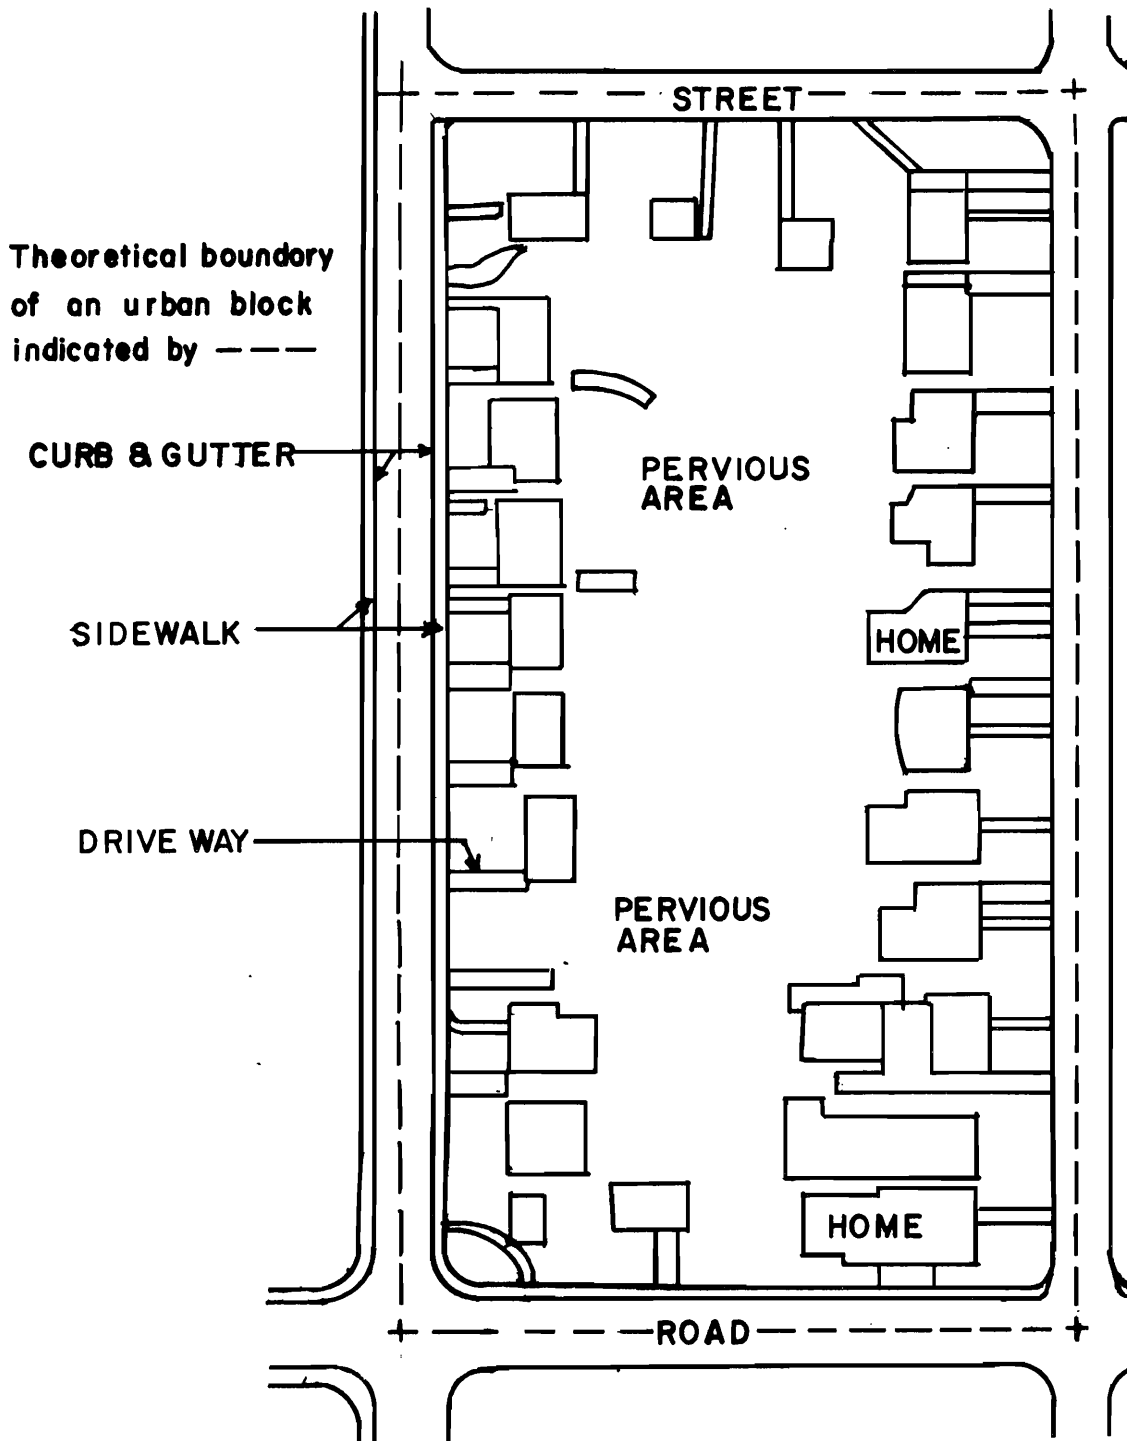 STREET
Theoretical boundary
of an urban block
indicated by ----
CURB & GUTTER
PERVIOUS
AREA
SIDEWALK
HOME
DRIVE WAY
PERVIOUS
AREA
HOME
ROAD